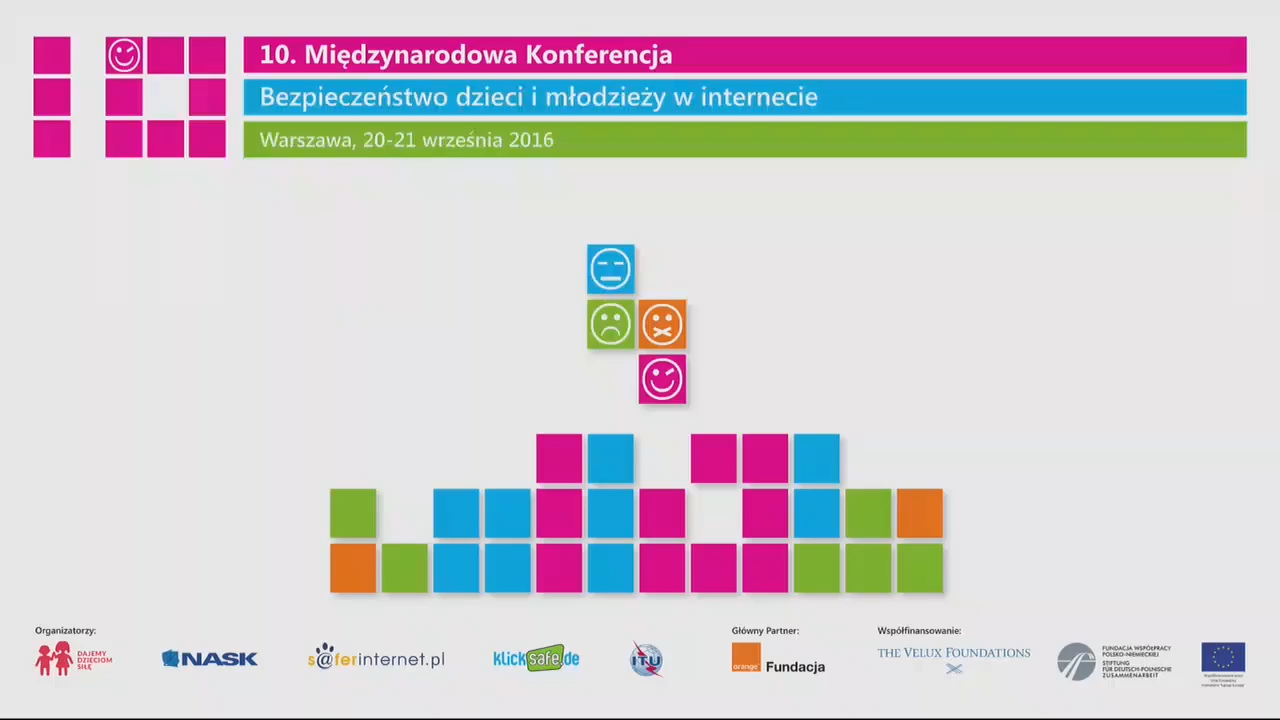 10. Międzynarodowa Konferencja
Bezpieczeństwo dzieci i młodzieży w internecie
Warszawa, 20-21 września 2016
Organizatorzy:
DAJEMY
DZIECIOM
SIŁĘ
NASK
s@ferinternet.pl
klicksafe.de
ITU
Główny Partner:
orange
Fundacja
Współfinansowanie:
THE VELUX FOUNDATIONS
FUNDACJA WSPÓŁPRACY
POLSKO-NIEMIECKIEJ
STIFTUNG
FÜR DEUTSCH-POLNISCHE
ZUSAMMENARBEIT